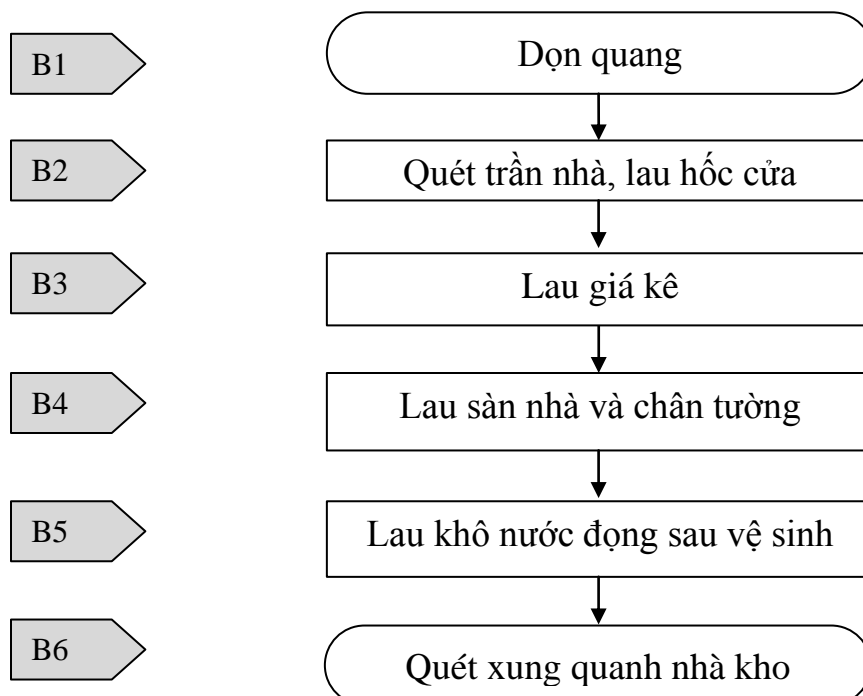 B1
Dọn quang
B2
Quét trần nhà, lau hốc cửa
B3
Lau giá kê
B4
Lau sàn nhà và chân tường
B5
Lau khô nước đọng sau vệ sinh
B6
Quét xung quanh nhà kho